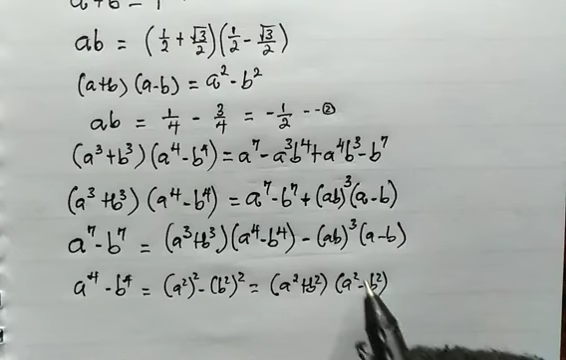 a+b = 1
ab = (1/2 + √3/2)(1/2 - √3/2)
(a+b)(a-b) = a² - b²
ab = 1/4 - 3/4 = -1/2 --②
(a³+b³)(a⁴-b⁴) = a⁷ - a³b⁴ + a⁴b³ - b⁷
(a³+b³)(a⁴-b⁴) = a⁷ - b⁷ + (ab)³(a-b)
a⁷ - b⁷ = (a³+b³)(a⁴-b⁴) - (ab)³(a-b)
a⁴ - b⁴ = (a²)² - (b²)² = (a²+b²)(a²-b²)